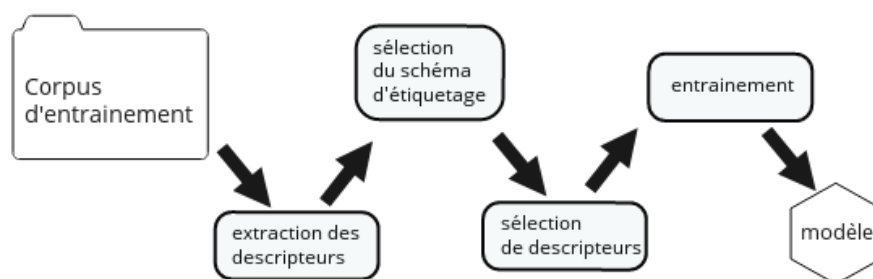 Corpus
d'entrainement
extraction des
descripteurs
sélection
du schéma
d'étiquetage
sélection
de descripteurs
entrainement
modèle